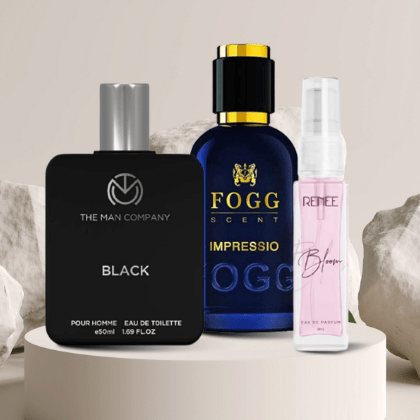 THE MAN COMPANY
BLACK
POUR HOMME EAU DE TOILETTE
e50ml 1.69 FL.OZ
FOGG
SCENT
IMPRESSIO
FOGG
RENEE
Bloom
EAU DE PARFUM